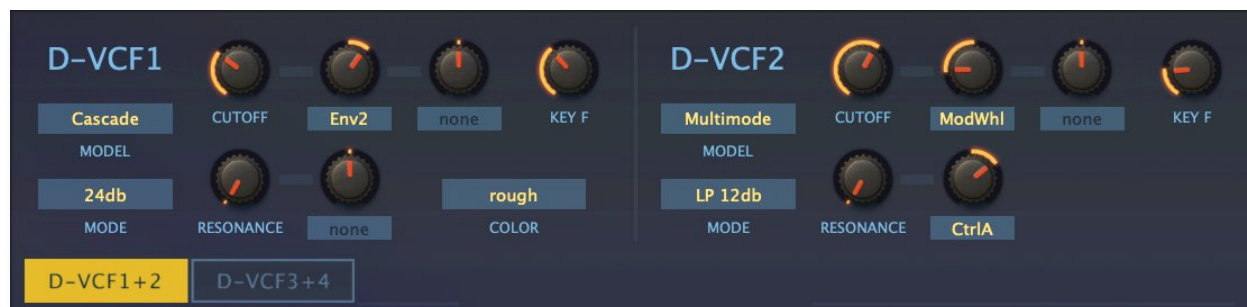 D-VCF1
Cascade
MODEL
24db
MODE
CUTOFF
Env2
none
KEY F
RESONANCE
none
rough
COLOR
D-VCF2
Multimode
MODEL
LP 12db
MODE
CUTOFF
ModWhl
none
KEY F
RESONANCE
CtrlA
D-VCF1+2
D-VCF3+4